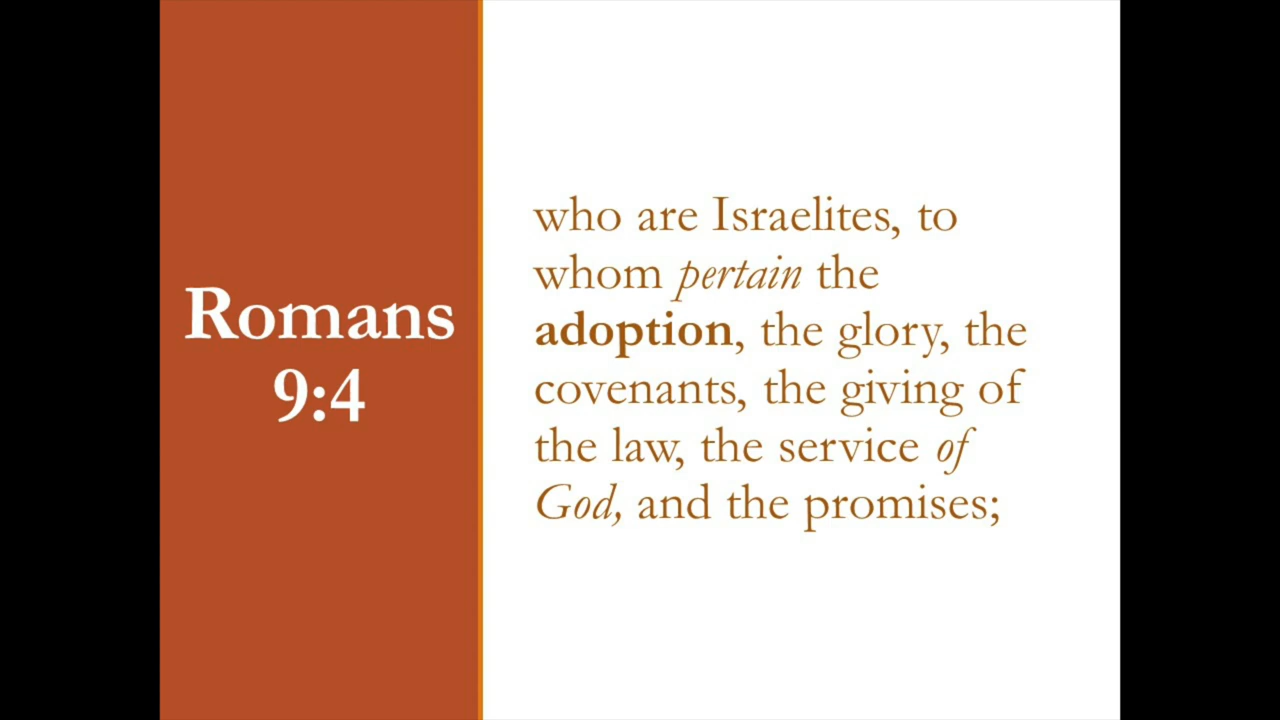 Romans
9:4
who are Israelites, to
whom pertain the
adoption, the glory, the
covenants, the giving of
the law, the service of
God, and the promises;